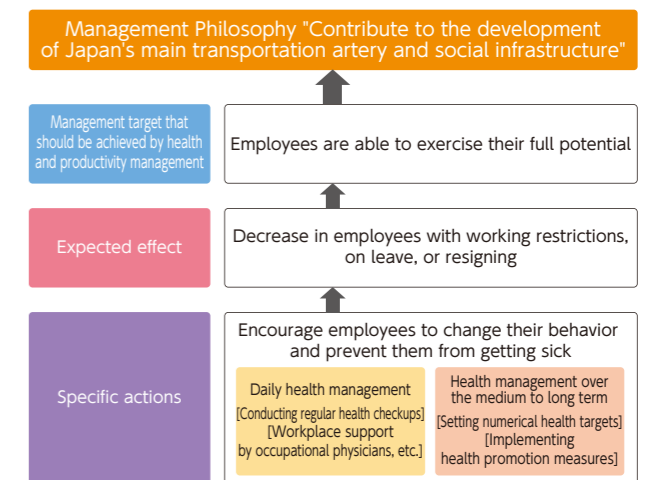 Management Philosophy "Contribute to the development
of Japan's main transportation artery and social infrastructure"
Management target that
should be achieved by health
and productivity management
Employees are able to exercise their full potential
Expected effect
Decrease in employees with working restrictions,
on leave, or resigning
Specific actions
Encourage employees to change their behavior
and prevent them from getting sick
Daily health management
[Conducting regular health checkups]
[Workplace support
by occupational physicians, etc.]
Health management over
the medium to long term
[Setting numerical health targets]
[Implementing
health promotion measures]